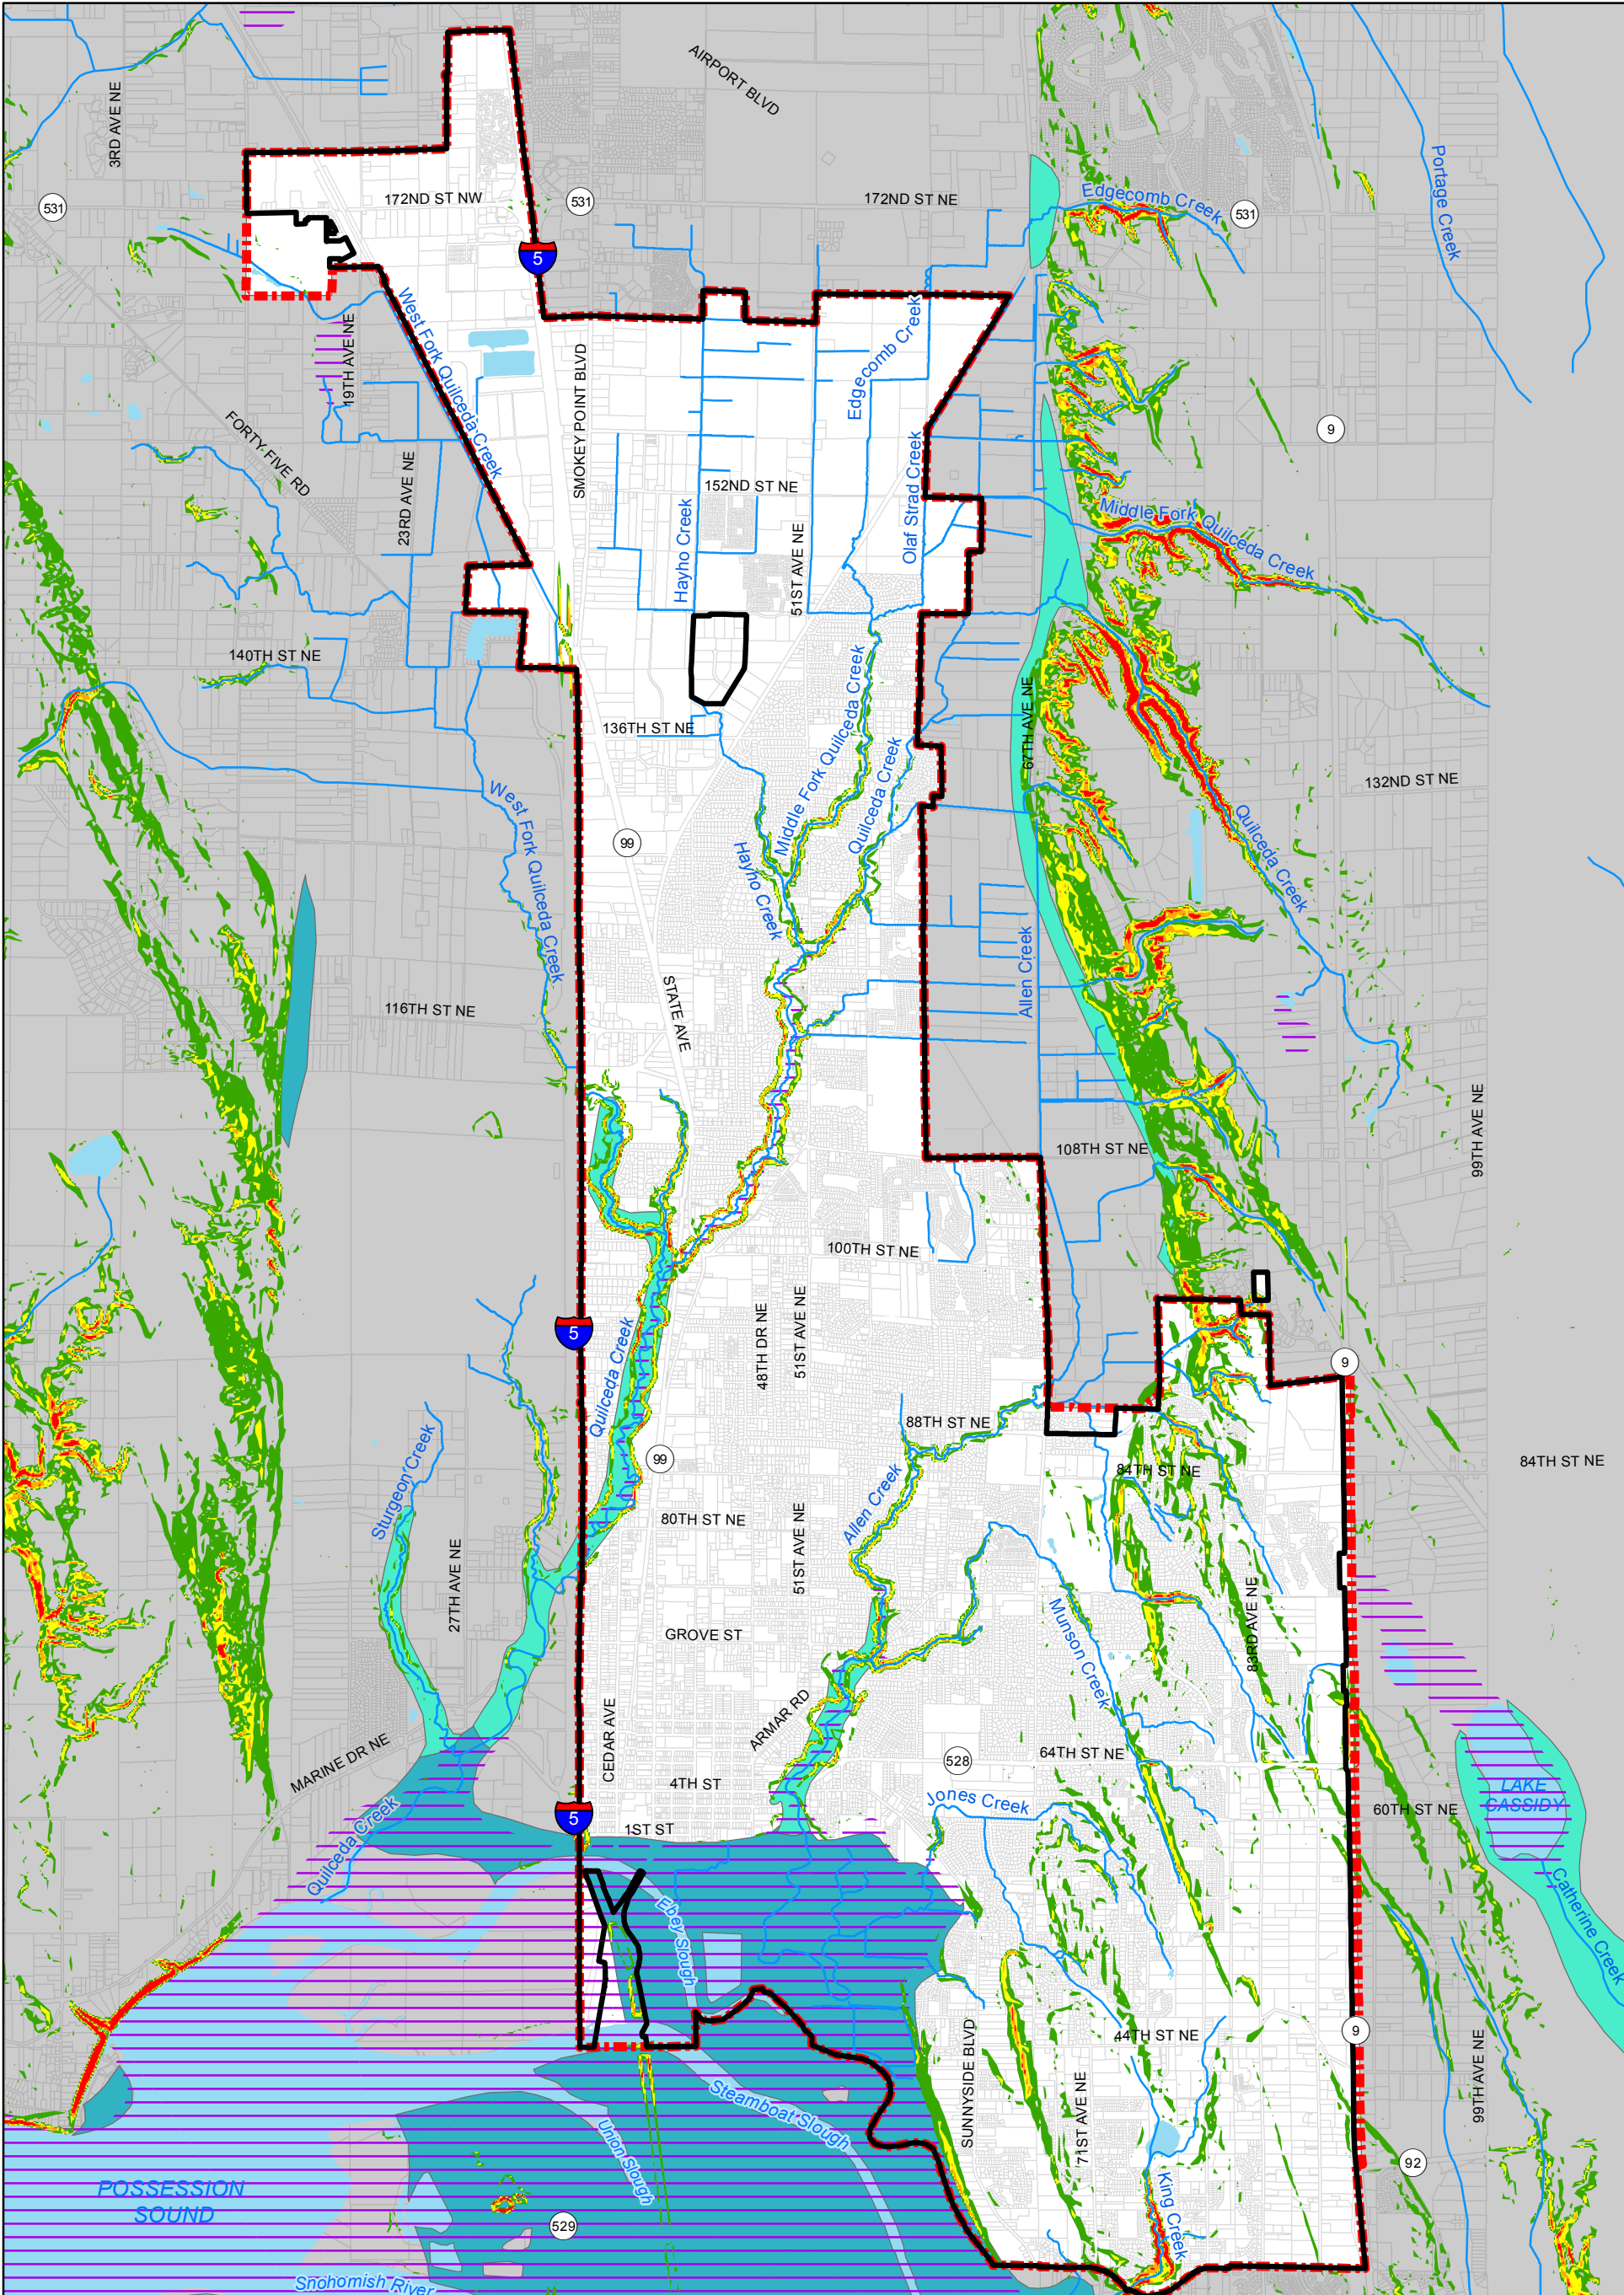 AIRPORT BLVD
3RD AVE NE
Portage Creek
531
172ND ST NW
531
172ND ST NE
Edgecomb Creek
531
5
West Fork Quilceda Creek
19TH AVE NE
SMOKEY POINT BLVD
Edgecomb Creek
9
FORTY-FIVE RD
23RD AVE NE
152ND ST NE
Hayho Creek
51ST AVE NE
Olaf Strad Creek
Middle Fork Quilceda Creek
140TH ST NE
136TH ST NE
Middle Fork Quilceda Creek
67TH AVE NE
132ND ST NE
West Fork Quilceda Creek
99
Hayho Creek
Quilceda Creek
Quilceda Creek
Allen Creek
116TH ST NE
STATE AVE
108TH ST NE
99TH AVE NE
100TH ST NE
5
Quilceda Creek
48TH DR NE
51ST AVE NE
9
88TH ST NE
Sturgeon Creek
99
84TH ST NE
84TH ST NE
Allen Creek
80TH ST NE
51ST AVE NE
27TH AVE NE
GROVE ST
Munson Creek
83RD AVE NE
CEDAR AVE
ARMAR RD
MARINE DR NE
528
64TH ST NE
4TH ST
LAKE
CASSIDY
Jones Creek
60TH ST NE
5
1ST ST
Quilceda Creek
Ebey Slough
Catherine Creek
SUNNYSIDE BLVD
44TH ST NE
9
99TH AVE NE
Steamboat Slough
Union Slough
71ST AVE NE
92
King Creek
POSSESSION
SOUND
529
Snohomish River